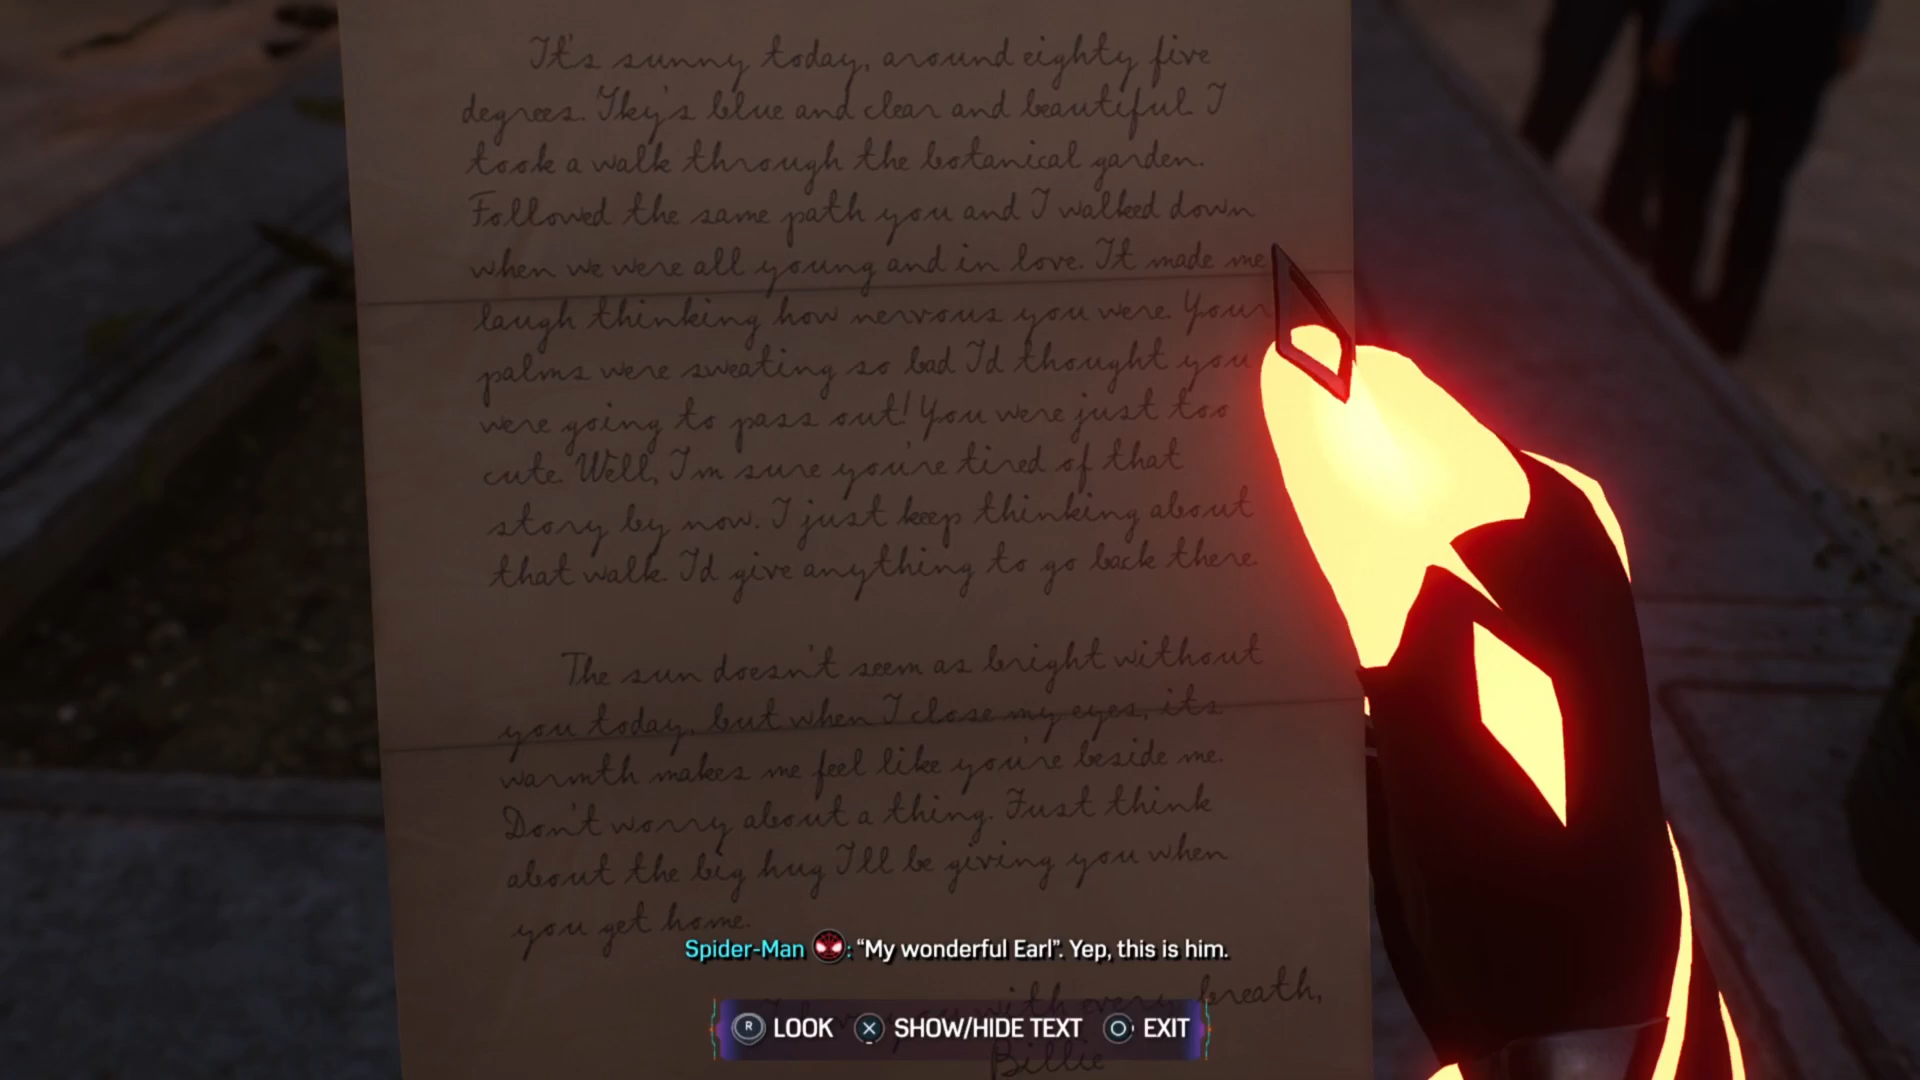 It's sunny today, around eighty five
degrees. Sky's blue and clear and beautiful. I
took a walk through the botanical garden.
Followed the same path you and I walked down
when we were all young and in love. It made me
laugh thinking how nervous you were. Your
palms were sweating so bad I'd thought you
were going to pass out! You were just too
cute. Well, I'm sure you're tired of that
story by now. I just keep thinking about
that walk. I'd give anything to go back there.
The sun doesn't seem as bright without
you today, but when I close my eyes, its
warmth makes me feel like you're beside me.
Don't worry about a thing. Just think
about the big hug I'll be giving you when
you get home.
Spider-Man : “My wonderful Earl”. Yep, this is him.
you with every breath,
R LOOK SHOW/HIDE TEXT EXIT
Billie